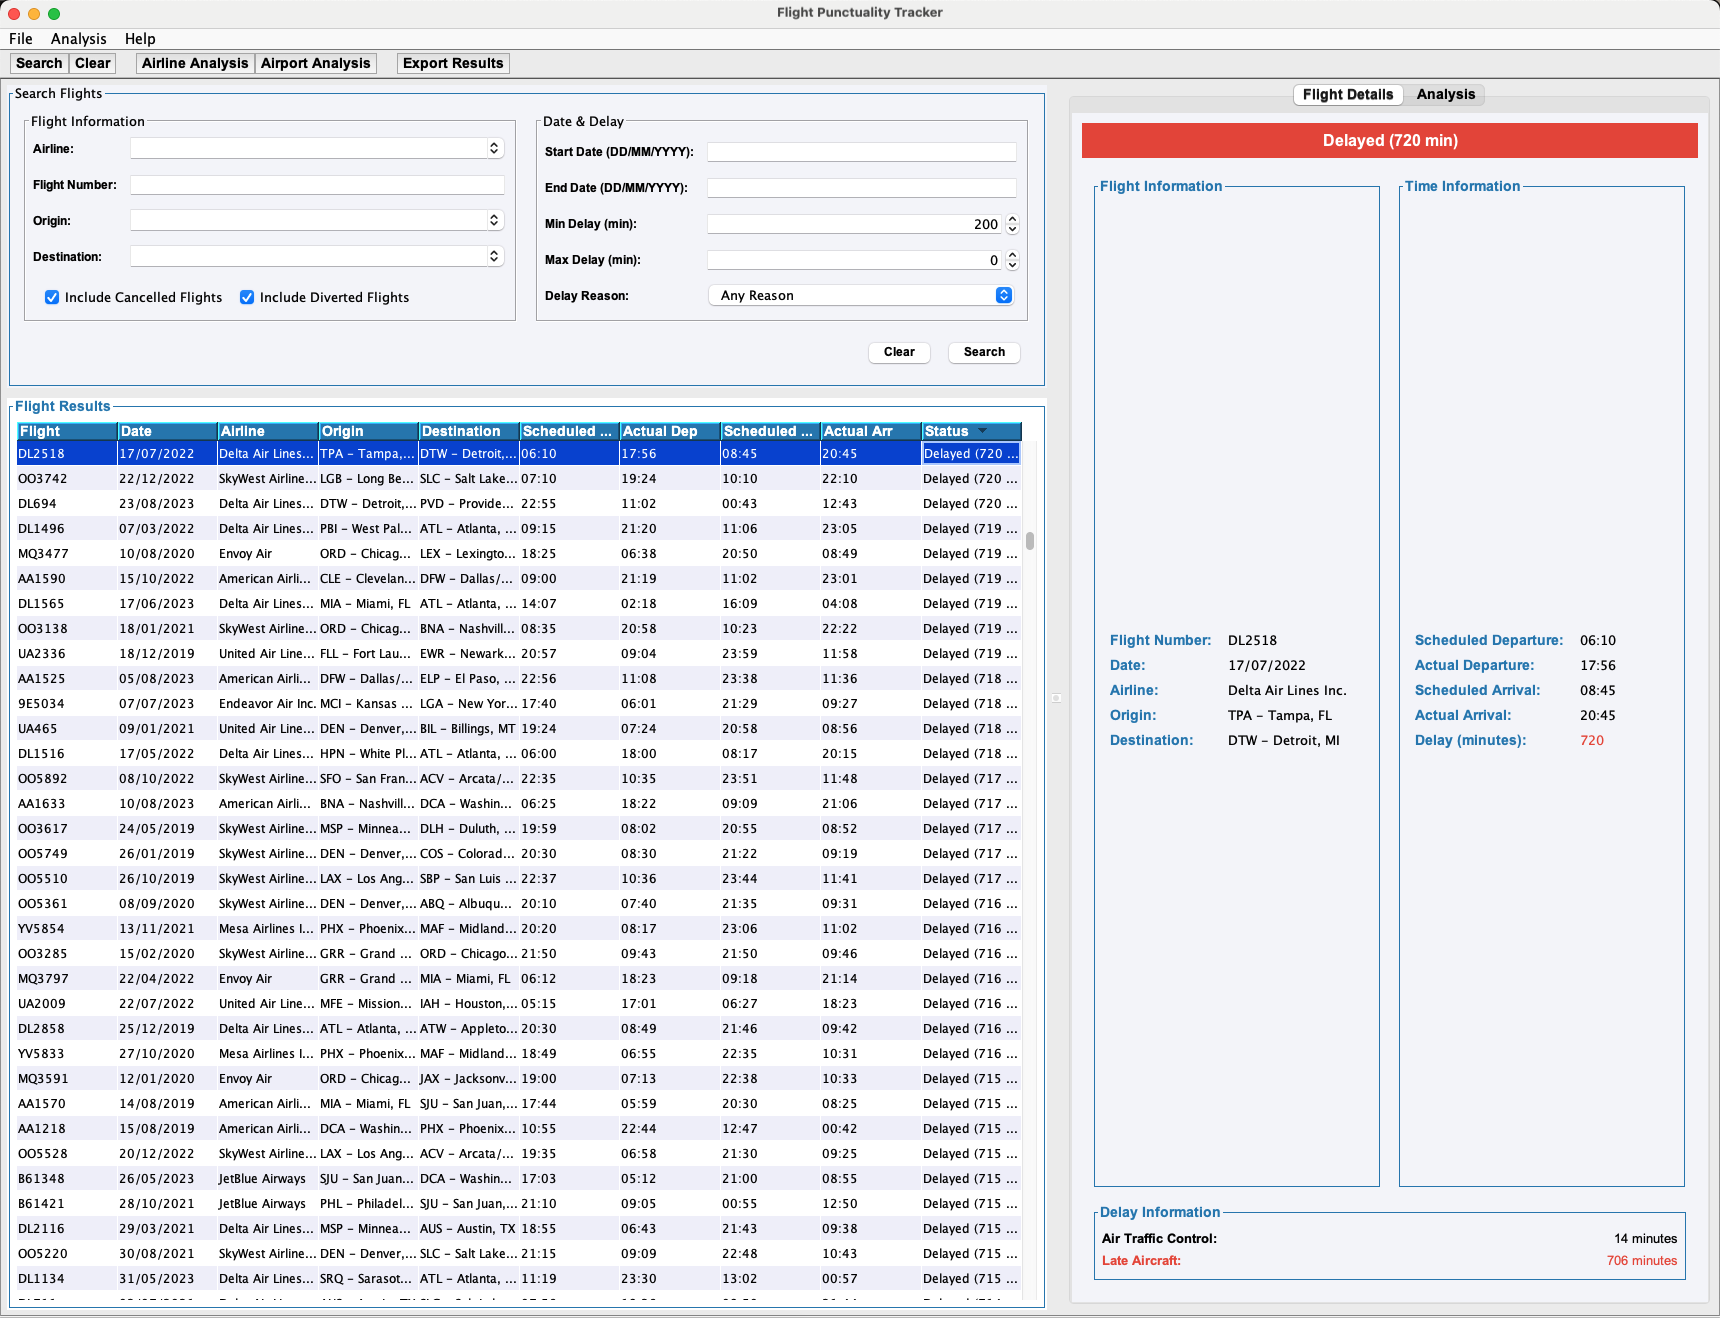 Flight Punctuality Tracker
File Analysis Help
Search Clear Airline Analysis Airport Analysis Export Results
Search Flights
Flight Information
Airline:
Flight Number:
Origin:
Destination:
Include Cancelled Flights Include Diverted Flights
Date & Delay
Start Date (DD/MM/YYYY):
End Date (DD/MM/YYYY):
Min Delay (min): 200
Max Delay (min): 0
Delay Reason: Any Reason
Clear Search
Flight Results
Flight Date Airline Origin Destination Scheduled ... Actual Dep Scheduled ... Actual Arr Status
DL2518 17/07/2022 Delta Air Lines... TPA - Tampa,... DTW - Detroit,... 06:10 17:56 08:45 20:45 Delayed (720 ...
OO3742 22/12/2022 SkyWest Airline... LGB - Long Be... SLC - Salt Lake... 07:10 19:24 10:10 22:10 Delayed (720 ...
DL694 23/08/2023 Delta Air Lines... DTW - Detroit,... PVD - Provide... 22:55 11:02 00:43 12:43 Delayed (720 ...
DL1496 07/03/2022 Delta Air Lines... PBI - West Pal... ATL - Atlanta, ... 09:15 21:20 11:06 23:05 Delayed (719 ...
MQ3477 10/08/2020 Envoy Air ORD - Chicag... LEX - Lexingto... 18:25 06:38 20:50 08:49 Delayed (719 ...
AA1590 15/10/2022 American Airli... CLE - Clevelan... DFW - Dallas/... 09:00 21:19 11:02 23:01 Delayed (719 ...
DL1565 17/06/2023 Delta Air Lines... MIA - Miami, FL ATL - Atlanta, ... 14:07 02:18 16:09 04:08 Delayed (719 ...
OO3138 18/01/2021 SkyWest Airline... ORD - Chicag... BNA - Nashvill... 08:35 20:58 10:23 22:22 Delayed (719 ...
UA2336 18/12/2019 United Air Line... FLL - Fort Lau... EWR - Newark... 20:57 09:04 23:59 11:58 Delayed (719 ...
AA1525 05/08/2023 American Airli... DFW - Dallas/... ELP - El Paso, ... 22:56 11:08 23:38 11:36 Delayed (718 ...
9E5034 07/07/2023 Endeavor Air Inc. MCI - Kansas ... LGA - New Yor... 17:40 06:01 21:29 09:27 Delayed (718 ...
UA465 09/01/2021 United Air Line... DEN - Denver,... BIL - Billings, MT 19:24 07:24 20:58 08:56 Delayed (718 ...
DL1516 17/05/2022 Delta Air Lines... HPN - White Pl... ATL - Atlanta, ... 06:00 18:00 08:17 20:15 Delayed (718 ...
OO5892 08/10/2022 SkyWest Airline... SFO - San Fran... ACV - Arcata/... 22:35 10:35 23:51 11:48 Delayed (717 ...
AA1633 10/08/2023 American Airli... BNA - Nashvill... DCA - Washin... 06:25 18:22 09:09 21:06 Delayed (717 ...
OO3617 24/05/2019 SkyWest Airline... MSP - Minnea... DLH - Duluth, ... 19:59 08:02 20:55 08:52 Delayed (717 ...
OO5749 26/01/2019 SkyWest Airline... DEN - Denver,... COS - Colorad... 20:30 08:30 21:22 09:19 Delayed (717 ...
OO5510 26/10/2019 SkyWest Airline... LAX - Los Ang... SBP - San Luis ... 22:37 10:36 23:44 11:41 Delayed (717 ...
OO5361 08/09/2020 SkyWest Airline... DEN - Denver,... ABQ - Albuqu... 20:10 07:40 21:35 09:31 Delayed (716 ...
YV5854 13/11/2021 Mesa Airlines I... PHX - Phoenix... MAF - Midland... 20:20 08:17 23:06 11:02 Delayed (716 ...
OO3285 15/02/2020 SkyWest Airline... GRR - Grand ... ORD - Chicago... 21:50 09:43 21:50 09:46 Delayed (716 ...
MQ3797 22/04/2022 Envoy Air GRR - Grand ... MIA - Miami, FL 06:12 18:23 09:18 21:14 Delayed (716 ...
UA2009 22/07/2022 United Air Line... MFE - Mission... IAH - Houston,... 05:15 17:01 06:27 18:23 Delayed (716 ...
DL2858 25/12/2019 Delta Air Lines... ATL - Atlanta, ... ATW - Appleto... 20:30 08:49 21:46 09:42 Delayed (716 ...
YV5833 27/10/2020 Mesa Airlines I... PHX - Phoenix... MAF - Midland... 18:49 06:55 22:35 10:31 Delayed (716 ...
MQ3591 12/01/2020 Envoy Air ORD - Chicag... JAX - Jacksonv... 19:00 07:13 22:38 10:33 Delayed (715 ...
AA1570 14/08/2019 American Airli... MIA - Miami, FL SJU - San Juan,... 17:44 05:59 20:30 08:25 Delayed (715 ...
AA1218 15/08/2019 American Airli... DCA - Washin... PHX - Phoenix... 10:55 22:44 12:47 00:42 Delayed (715 ...
OO5528 20/12/2022 SkyWest Airline... LAX - Los Ang... ACV - Arcata/... 19:35 06:58 21:30 09:25 Delayed (715 ...
B61348 26/05/2023 JetBlue Airways SJU - San Juan... DCA - Washin... 17:03 05:12 21:00 08:55 Delayed (715 ...
B61421 28/10/2021 JetBlue Airways PHL - Philadel... SJU - San Juan,... 21:10 09:05 00:55 12:50 Delayed (715 ...
DL2116 29/03/2021 Delta Air Lines... MSP - Minnea... AUS - Austin, TX 18:55 06:43 21:43 09:38 Delayed (715 ...
OO5220 30/08/2021 SkyWest Airline... DEN - Denver,... SLC - Salt Lake... 21:15 09:09 22:48 10:43 Delayed (715 ...
DL1134 31/05/2023 Delta Air Lines... SRQ - Sarasot... ATL - Atlanta, ... 11:19 23:30 13:02 00:57 Delayed (715 ...
Flight Details Analysis
Delayed (720 min)
Flight Information
Flight Number: DL2518
Date: 17/07/2022
Airline: Delta Air Lines Inc.
Origin: TPA - Tampa, FL
Destination: DTW - Detroit, MI
Time Information
Scheduled Departure: 06:10
Actual Departure: 17:56
Scheduled Arrival: 08:45
Actual Arrival: 20:45
Delay (minutes): 720
Delay Information
Air Traffic Control: 14 minutes
Late Aircraft: 706 minutes